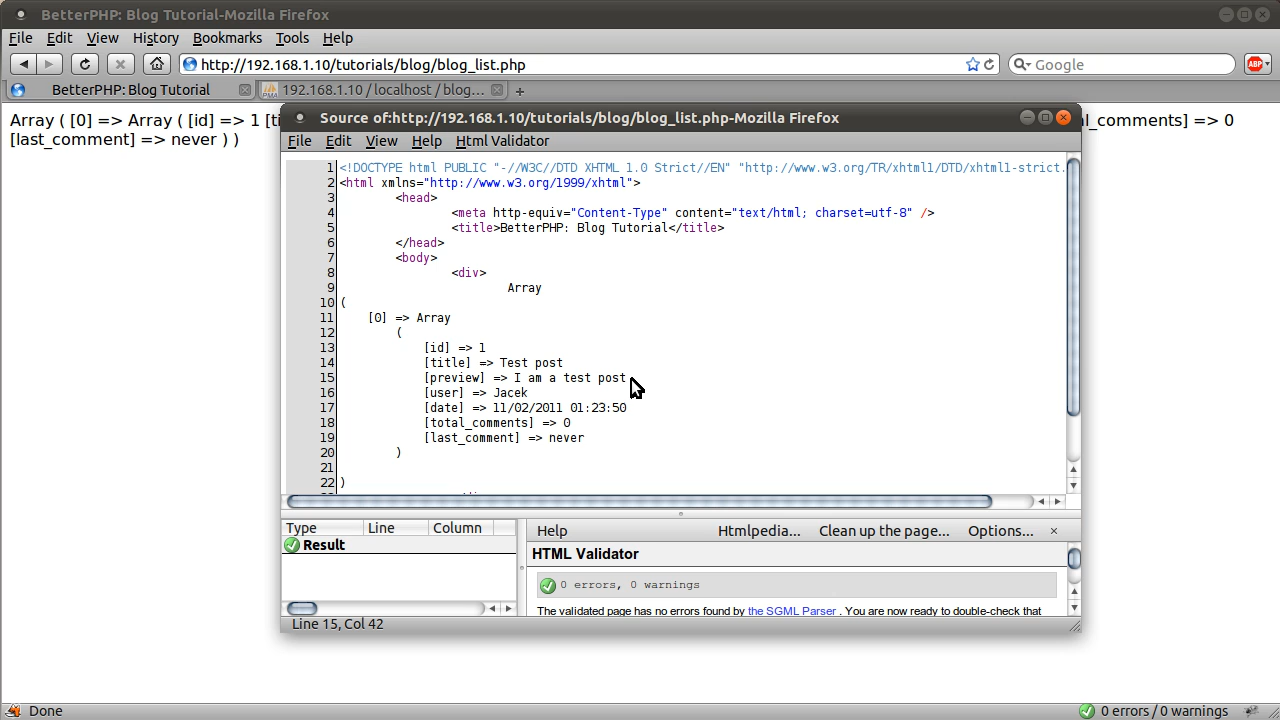 BetterPHP: Blog Tutorial-Mozilla Firefox
File Edit View History Bookmarks Tools Help
http://192.168.1.10/tutorials/blog/blog_list.php
Google
ABP
BetterPHP: Blog Tutorial
PMA 192.168.1.10 / localhost / blog...
Array ( [0] => Array ( [id] => 1 [ti
l_comments] => 0
[last_comment] => never ) )
Source of:http://192.168.1.10/tutorials/blog/blog_list.php-Mozilla Firefox
File Edit View Help Html Validator
1 <!DOCTYPE html PUBLIC "-//W3C//DTD XHTML 1.0 Strict//EN" "http://www.w3.org/TR/xhtml1/DTD/xhtml1-strict.
2 <html xmlns="http://www.w3.org/1999/xhtml">
3 <head>
4 <meta http-equiv="Content-Type" content="text/html; charset=utf-8" />
5 <title>BetterPHP: Blog Tutorial</title>
6 </head>
7 <body>
8 <div>
9 Array
10 (
11 [0] => Array
12 (
13 [id] => 1
14 [title] => Test post
15 [preview] => I am a test post
16 [user] => Jacek
17 [date] => 11/02/2011 01:23:50
18 [total_comments] => 0
19 [last_comment] => never
20 )
21
22 )
Type Line Column
Result
Help Htmlpedia... Clean up the page... Options... ×
HTML Validator
0 errors, 0 warnings
The validated page has no errors found by the SGML Parser . You are now ready to double-check that
Line 15, Col 42
Done
0 errors / 0 warnings